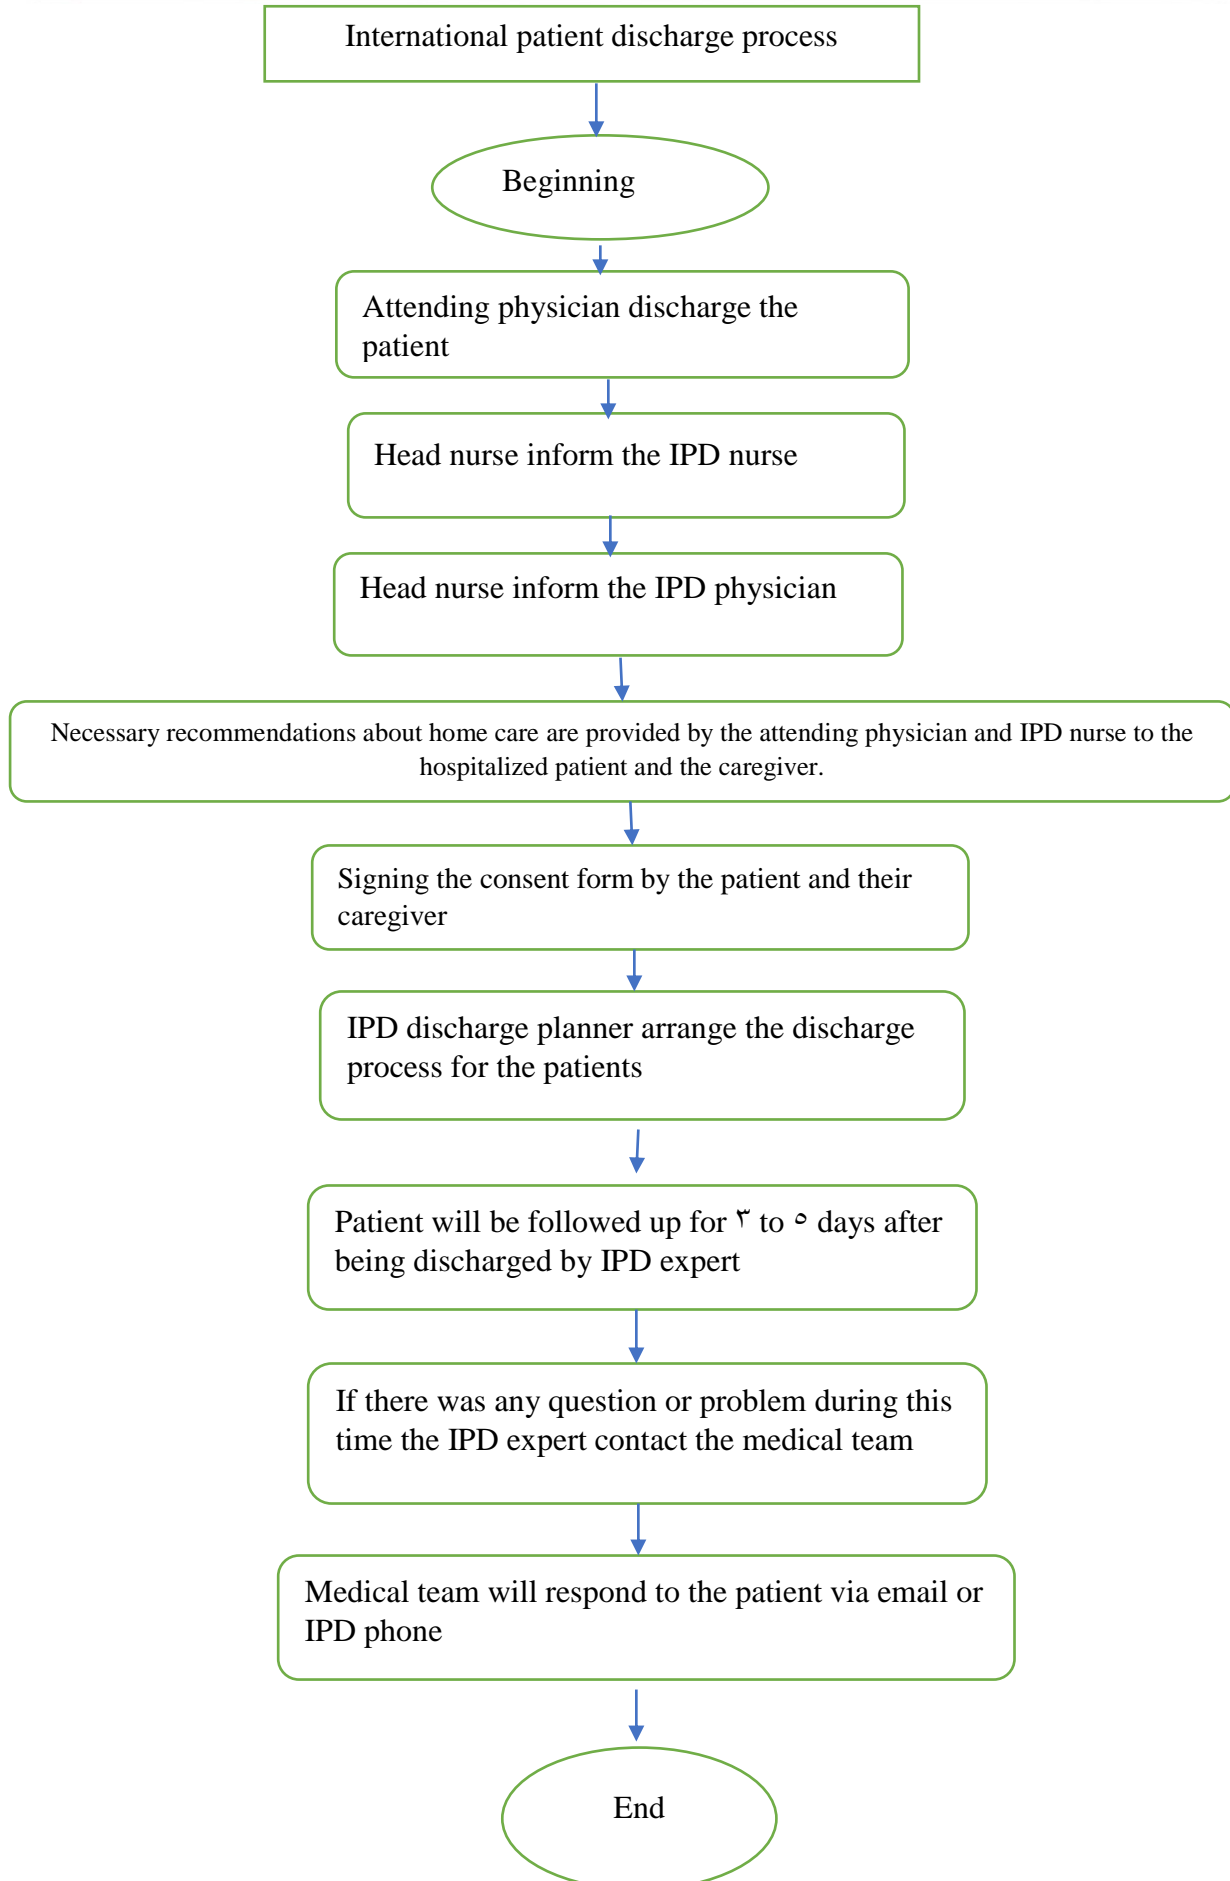 International patient discharge process
Beginning
Attending physician discharge the
patient
Head nurse inform the IPD nurse
Head nurse inform the IPD physician
Necessary recommendations about home care are provided by the attending physician and IPD nurse to the
hospitalized patient and the caregiver.
Signing the consent form by the patient and their
caregiver
IPD discharge planner arrange the discharge
process for the patients
Patient will be followed up for ۳ to ۵ days after
being discharged by IPD expert
If there was any question or problem during this
time the IPD expert contact the medical team
Medical team will respond to the patient via email or
IPD phone
End